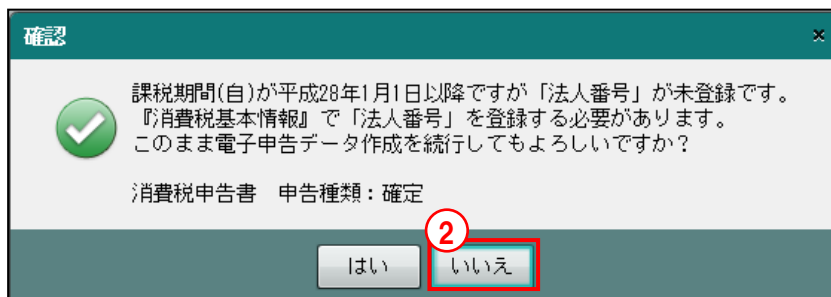 確認
×
課税期間(自)が平成28年1月1日以降ですが「法人番号」が未登録です。
『消費税基本情報』で「法人番号」を登録する必要があります。
このまま電子申告データ作成を続行してもよろしいですか？
消費税申告書　申告種類：確定
②
はい　いいえ